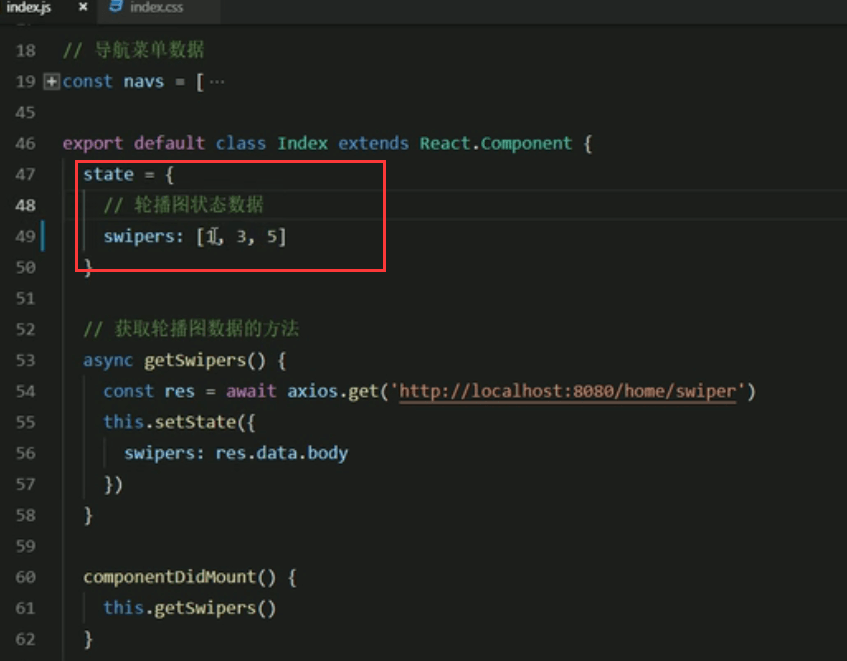 index.js × index.css
18 // 导航菜单数据
19 const navs = [ ···
45
46 export default class Index extends React.Component {
47 state = {
48 // 轮播图状态数据
49 swipers: [1, 3, 5]
50 }
51
52 // 获取轮播图数据的方法
53 async getSwipers() {
54 const res = await axios.get('http://localhost:8080/home/swiper')
55 this.setState({
56 swipers: res.data.body
57 })
58 }
59
60 componentDidMount() {
61 this.getSwipers()
62 }